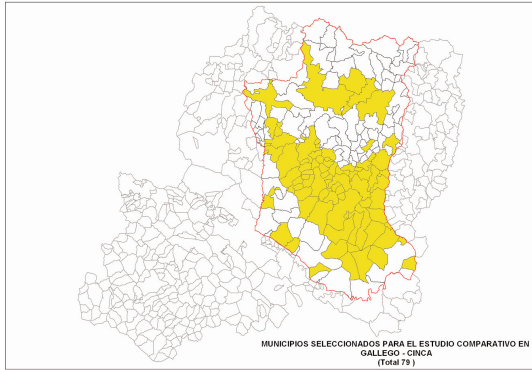 MUNICIPIOS SELECCIONADOS PARA EL ESTUDIO COMPARATIVO EN
GALLEGO - CINCA
(Total 79 )